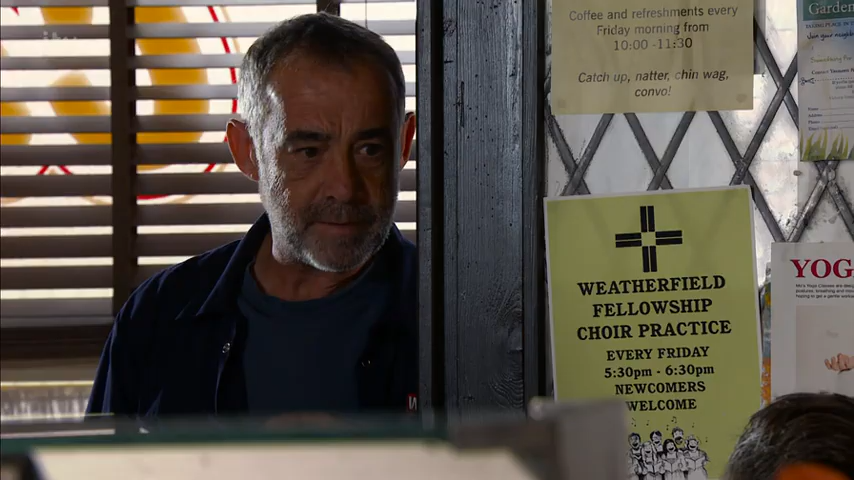 itv
Coffee and refreshments every
Friday morning from
10:00 -11:30
Catch up, natter, chin wag,
convo!
Garden
WEATHERFIELD
FELLOWSHIP
CHOIR PRACTICE
EVERY FRIDAY
5:30pm - 6:30pm
NEWCOMERS
WELCOME
YOG